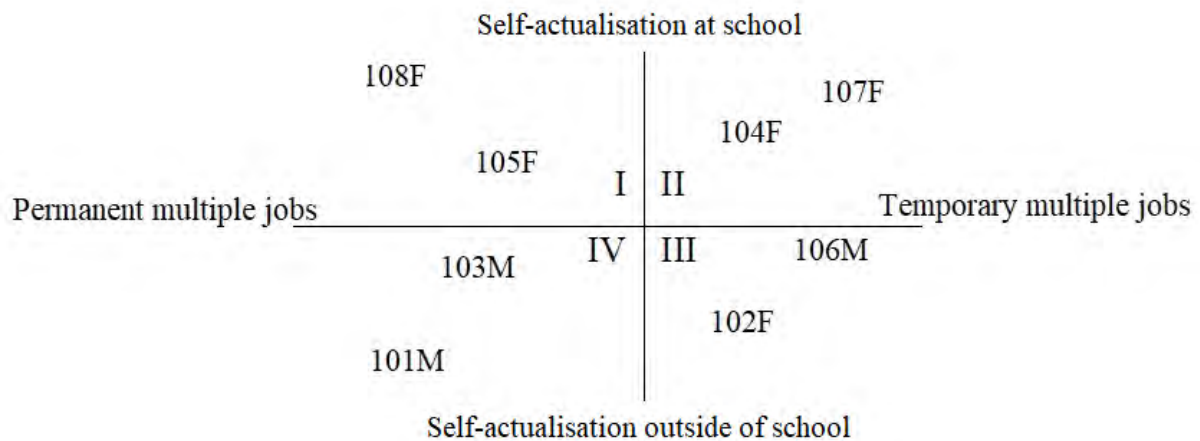 Self-actualisation at school
108F
107F
104F
105F
I II
Permanent multiple jobs
Temporary multiple jobs
IV III
106M
103M
102F
101M
Self-actualisation outside of school